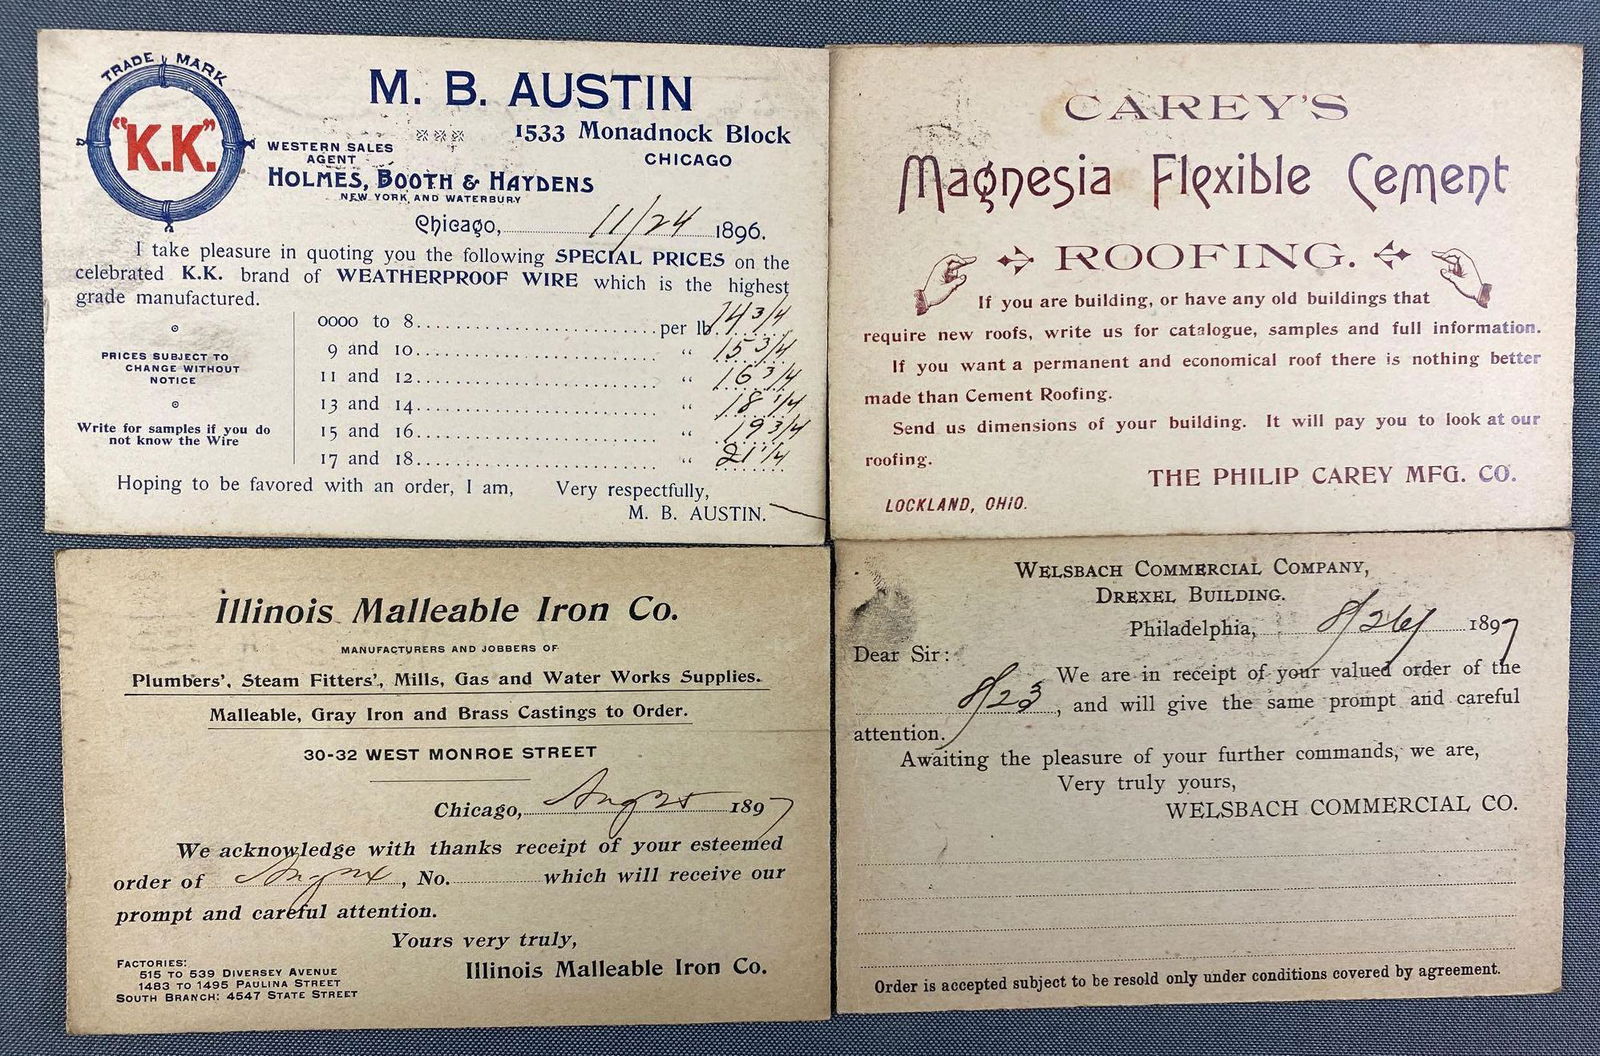 TRADE MARK
"K.K."
M. B. AUSTIN
1533 Monadnock Block
CHICAGO
WESTERN SALES
AGENT
HOLMES, BOOTH & HAYDENS
NEW YORK AND WATERBURY
Chicago, 11/24 1896.
I take pleasure in quoting you the following SPECIAL PRICES on the
celebrated K.K. brand of WEATHERPROOF WIRE which is the highest
grade manufactured.
PRICES SUBJECT TO
CHANGE WITHOUT
NOTICE
Write for samples if you do
not know the Wire
0000 to 8 per lb. 14 3/4
9 and 10 " 15 3/4
11 and 12 " 16 3/4
13 and 14 " 18 1/4
15 and 16 " 19 3/4
17 and 18 " 21 1/4
Hoping to be favored with an order, I am, Very respectfully,
M. B. AUSTIN.
CAREY'S
Magnesia Flexible Cement
ROOFING.
If you are building, or have any old buildings that
require new roofs, write us for catalogue, samples and full information.
If you want a permanent and economical roof there is nothing better
made than Cement Roofing.
Send us dimensions of your building. It will pay you to look at our
roofing.
THE PHILIP CAREY MFG. CO.
LOCKLAND, OHIO.
Illinois Malleable Iron Co.
MANUFACTURERS AND JOBBERS OF
Plumbers', Steam Fitters', Mills, Gas and Water Works Supplies.
Malleable, Gray Iron and Brass Castings to Order.
30-32 WEST MONROE STREET
Chicago, Aug 25 1897
We acknowledge with thanks receipt of your esteemed
order of Aug , No. which will receive our
prompt and careful attention.
Yours very truly,
Illinois Malleable Iron Co.
FACTORIES:
515 TO 539 DIVERSEY AVENUE
1483 TO 1495 PAULINA STREET
SOUTH BRANCH: 4547 STATE STREET
WELSBACH COMMERCIAL COMPANY,
DREXEL BUILDING.
Philadelphia, 8/26/ 1897
Dear Sir:
We are in receipt of your valued order of the
8/23, and will give the same prompt and careful
attention.
Awaiting the pleasure of your further commands, we are,
Very truly yours,
WELSBACH COMMERCIAL CO.
Order is accepted subject to be resold only under conditions covered by agreement.